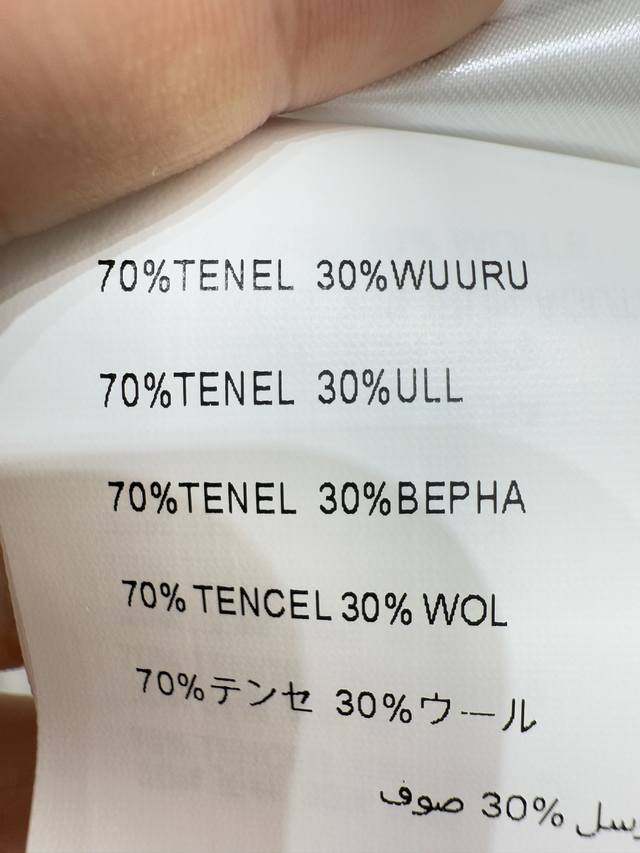 70%TENEL 30%WUURU
70%TENEL 30%ULL
70%TENEL 30%BEPHA
70% TENCEL 30% WOL
70%テンセ 30%ウール
30% صوف